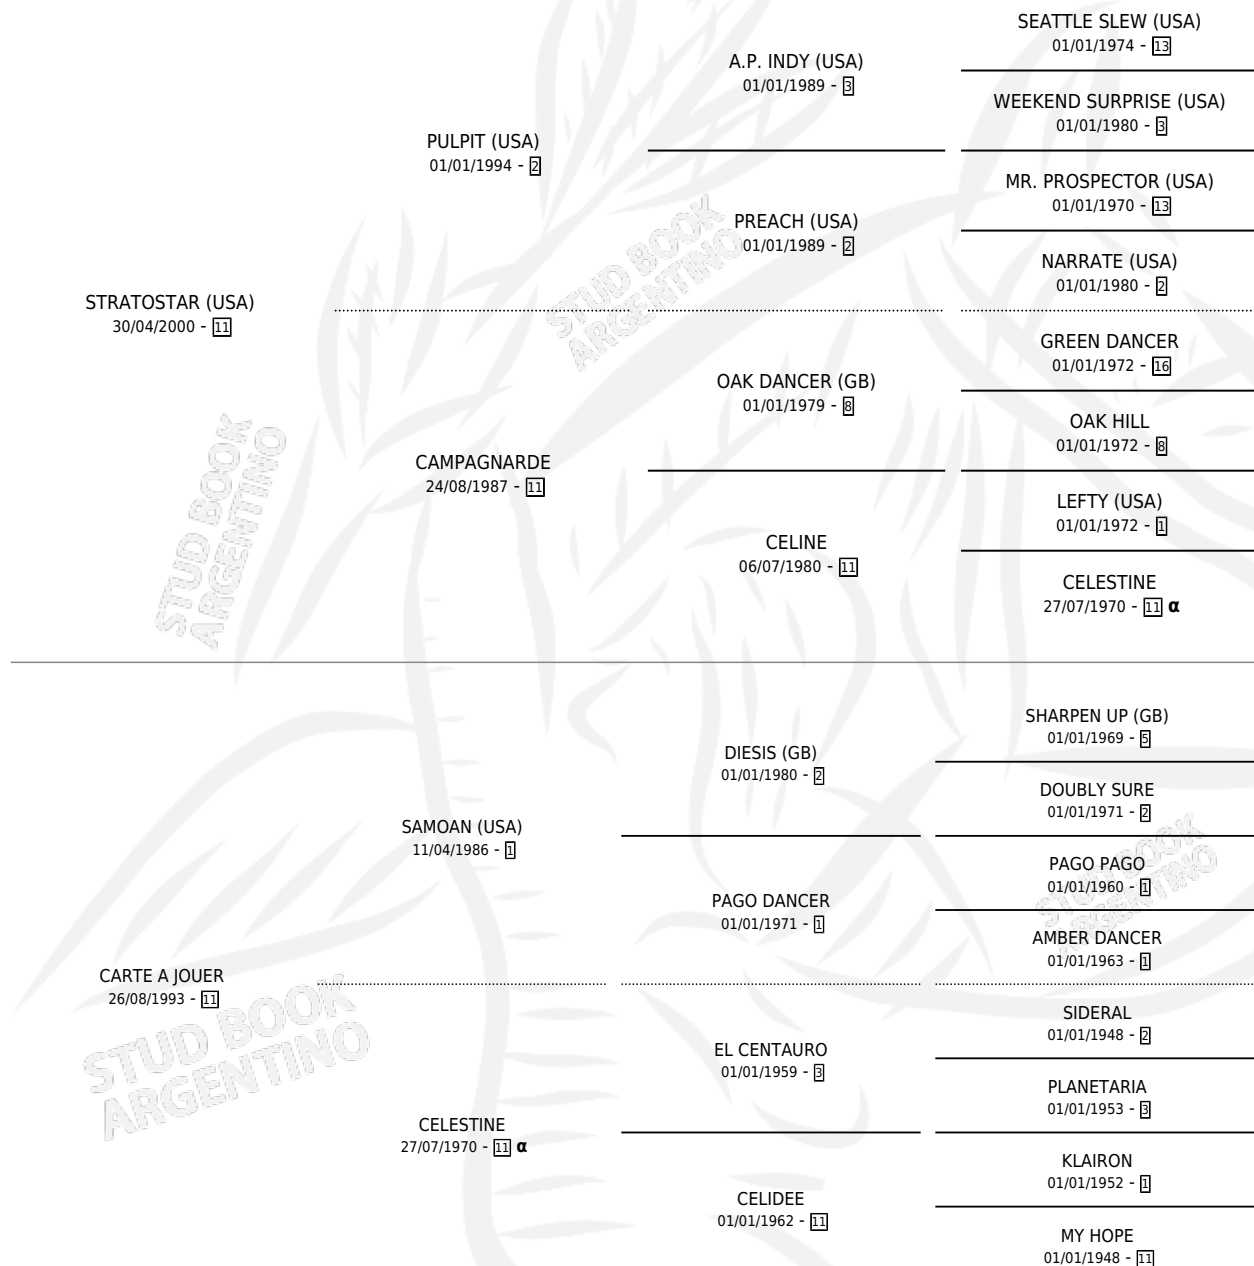 SEATTLE SLEW (USA)
01/01/1974 - 13
A.P. INDY (USA)
01/01/1989 - 3
WEEKEND SURPRISE (USA)
01/01/1980 - 3
PULPIT (USA)
01/01/1994 - 2
MR. PROSPECTOR (USA)
01/01/1970 - 13
PREACH (USA)
01/01/1989 - 2
NARRATE (USA)
01/01/1980 - 2
STRATOSTAR (USA)
30/04/2000 - 11
GREEN DANCER
01/01/1972 - 16
OAK DANCER (GB)
01/01/1979 - 8
OAK HILL
01/01/1972 - 8
CAMPAGNARDE
24/08/1987 - 11
LEFTY (USA)
01/01/1972 - 1
CELINE
06/07/1980 - 11
CELESTINE
27/07/1970 - 11 α
SHARPEN UP (GB)
01/01/1969 - 5
DIESIS (GB)
01/01/1980 - 2
DOUBLY SURE
01/01/1971 - 2
SAMOAN (USA)
11/04/1986 - 1
PAGO PAGO
01/01/1960 - 1
PAGO DANCER
01/01/1971 - 1
AMBER DANCER
01/01/1963 - 1
CARTE A JOUER
26/08/1993 - 11
SIDERAL
01/01/1948 - 2
EL CENTAURO
01/01/1959 - 3
PLANETARIA
01/01/1953 - 3
CELESTINE
27/07/1970 - 11 α
KLAIRON
01/01/1952 - 1
CELIDEE
01/01/1962 - 11
MY HOPE
01/01/1948 - 11
STUD BOOK
ARGENTINO
STUD BOOK
ARGENTINO
STUD BOOK
ARGENTINO
STUD BOOK
ARGENTINO